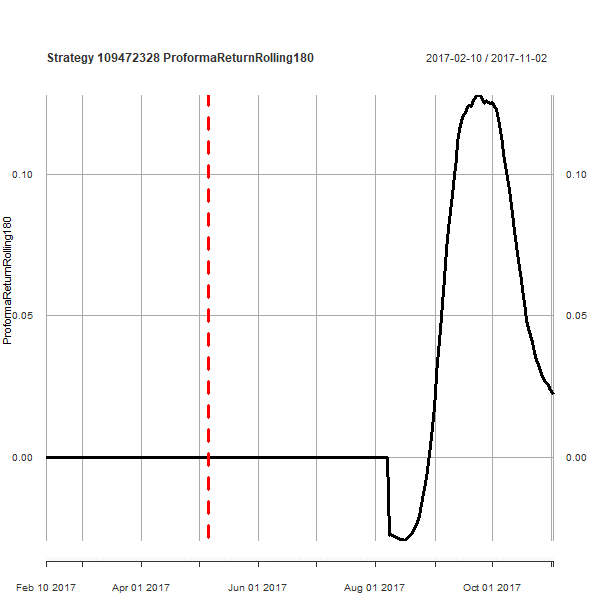 Strategy 109472328 ProformaReturnRolling180
2017-02-10 / 2017-11-02
ProformaReturnRolling180
0.10
0.10
0.05
0.05
0.00
0.00
Feb 10 2017
Apr 01 2017
Jun 01 2017
Aug 01 2017
Oct 01 2017